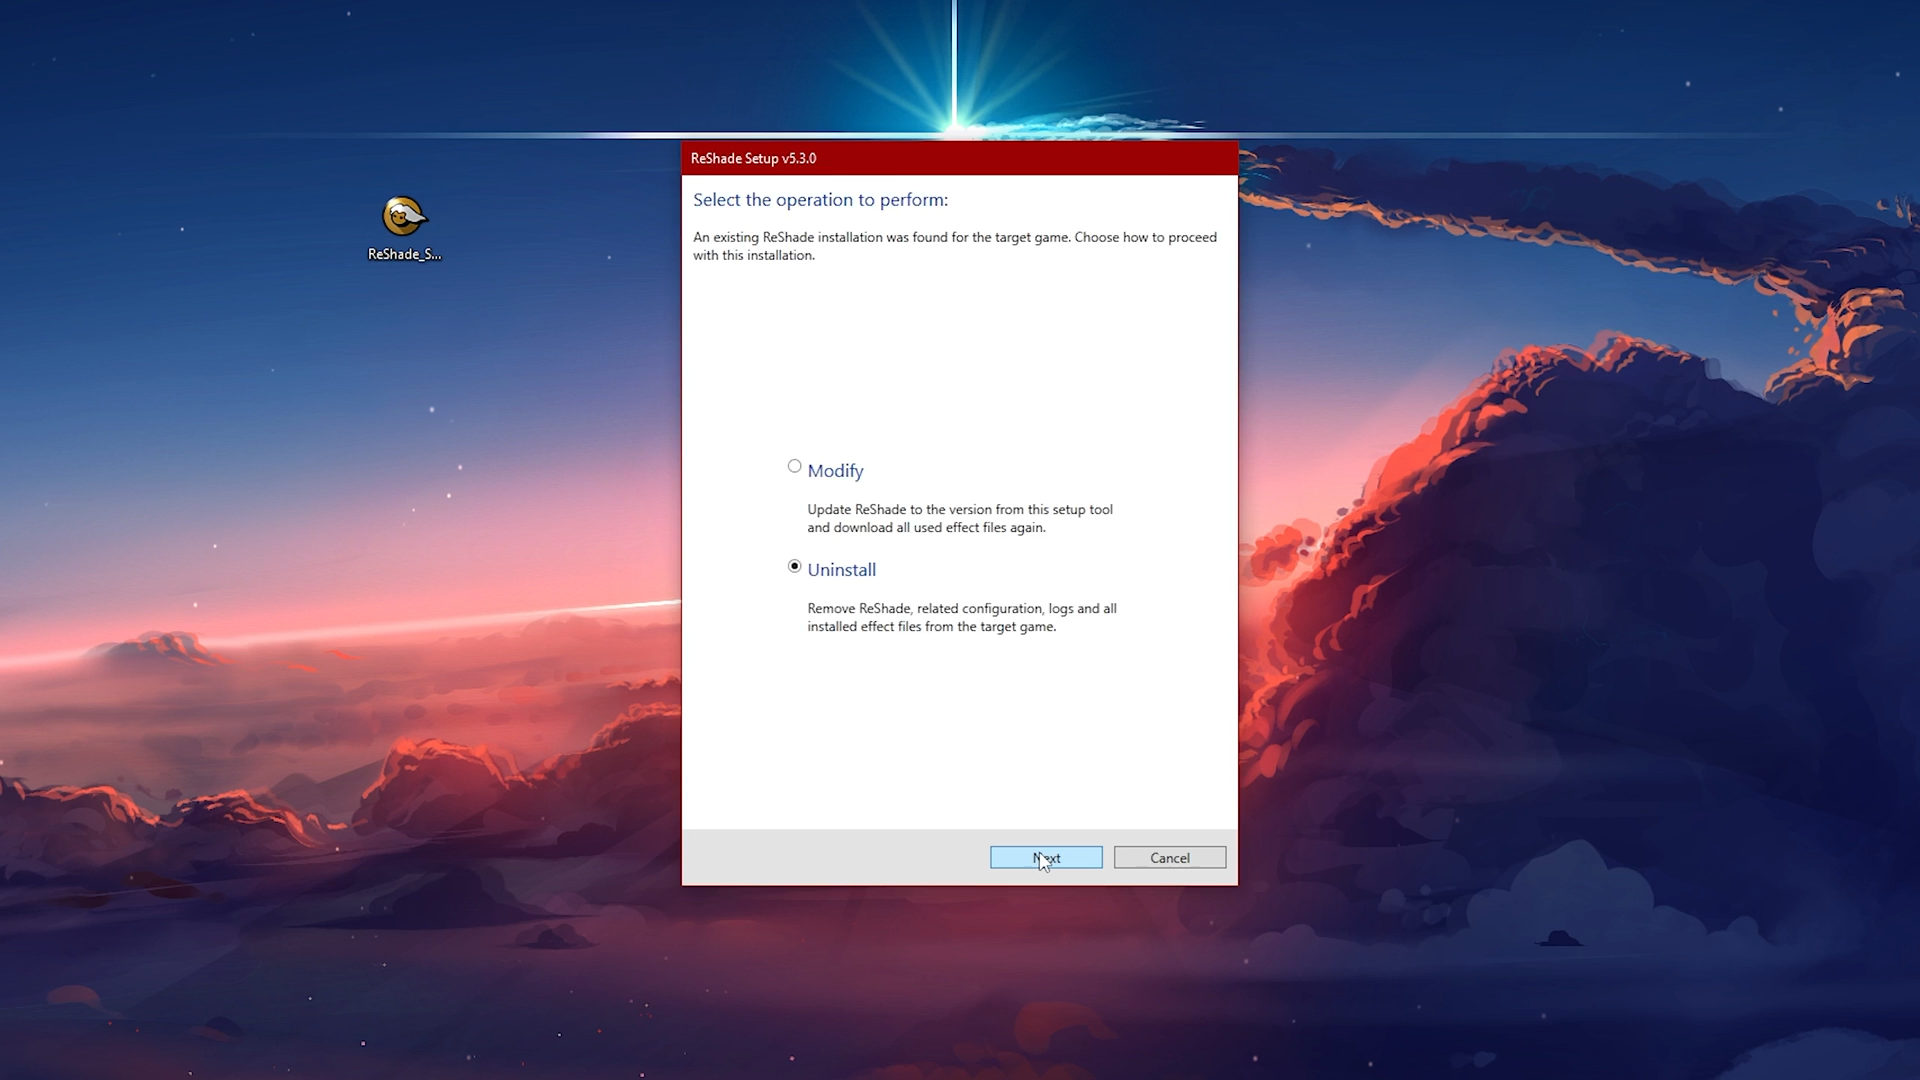 ReShade Setup v5.3.0
Select the operation to perform:
An existing ReShade installation was found for the target game. Choose how to proceed
with this installation.
ReShade_S...
Modify
Update ReShade to the version from this setup tool
and download all used effect files again.
Uninstall
Remove ReShade, related configuration, logs and all
installed effect files from the target game.
Next
Cancel